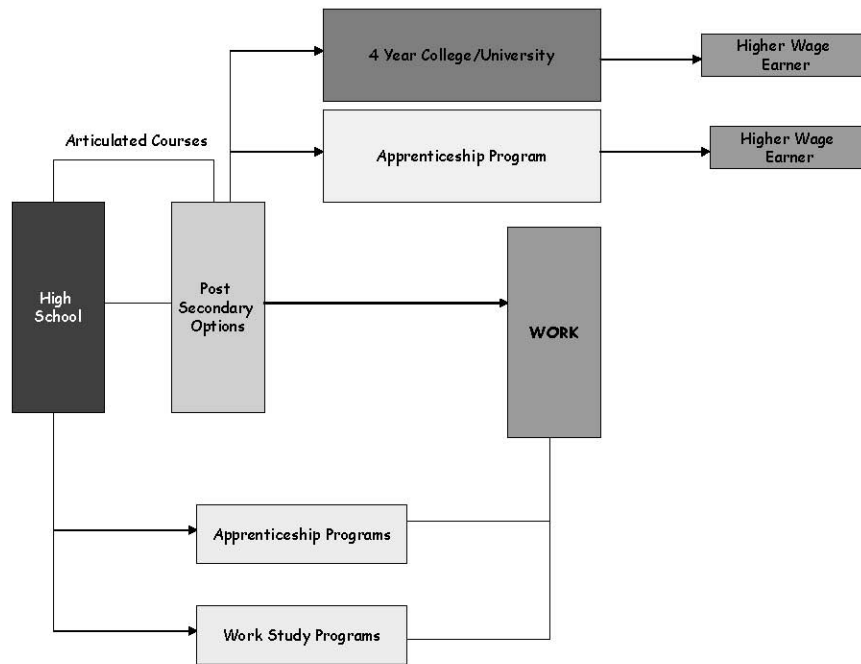 4 Year College/University
Higher Wage
Earner
Articulated Courses
Apprenticeship Program
Higher Wage
Earner
High
School
Post
Secondary
Options
WORK
Apprenticeship Programs
Work Study Programs